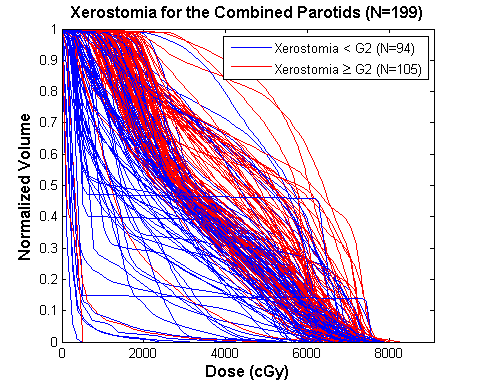 Xerostomia for the Combined Parotids (N=199)
Xerostomia < G2 (N=94)
Xerostomia ≥ G2 (N=105)
Normalized Volume
1
0.9
0.8
0.7
0.6
0.5
0.4
0.3
0.2
0.1
0
0 2000 4000 6000 8000
Dose (cGy)